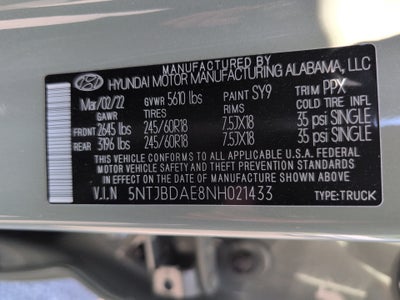 HYUNDAI MOTOR MANUFACTURING ALABAMA, LLC
Mar/02/22 GVWR 5610 lbs PAINT SY9 TRIM PPX
GAWR TIRES RIMS COLD TIRE INFL
FRONT 2645 lbs 245/60R18 7.5JX18 35 psi SINGLE
REAR 3196 lbs 245/60R18 7.5JX18 35 psi SINGLE
THIS VEHICLE CONFORMS TO ALL APPLICABLE U.S.A. FEDERAL
MOTOR VEHICLE SAFETY AND THEFT PREVENTION STANDARDS
IN EFFECT ON THE DATE OF MANUFACTURE SHOWN ABOVE.
V.I.N 5NTJBDAE8NH021433 TYPE:TRUCK